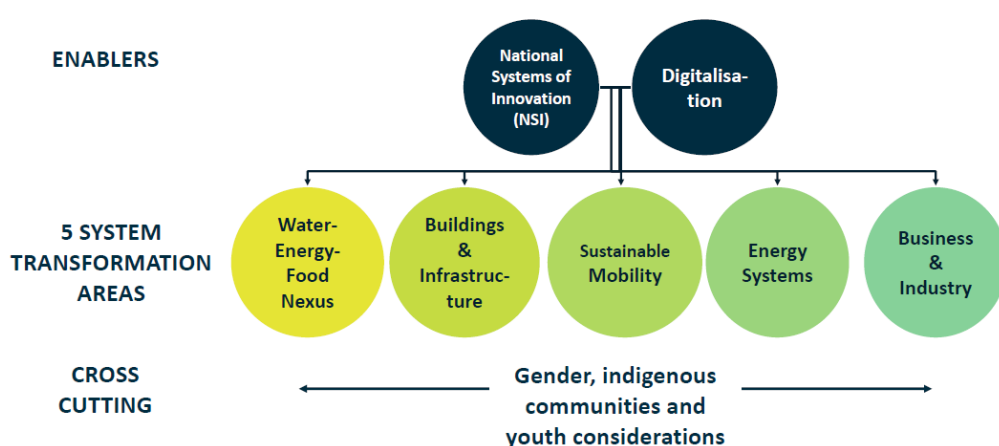 ENABLERS
National
Systems of
Innovation
(NSI)
Digitalisa-
tion
5 SYSTEM
TRANSFORMATION
AREAS
Water-
Energy-
Food
Nexus
Buildings
&
Infrastruc-
ture
Sustainable
Mobility
Energy
Systems
Business
&
Industry
CROSS
CUTTING
Gender, indigenous
communities and
youth considerations